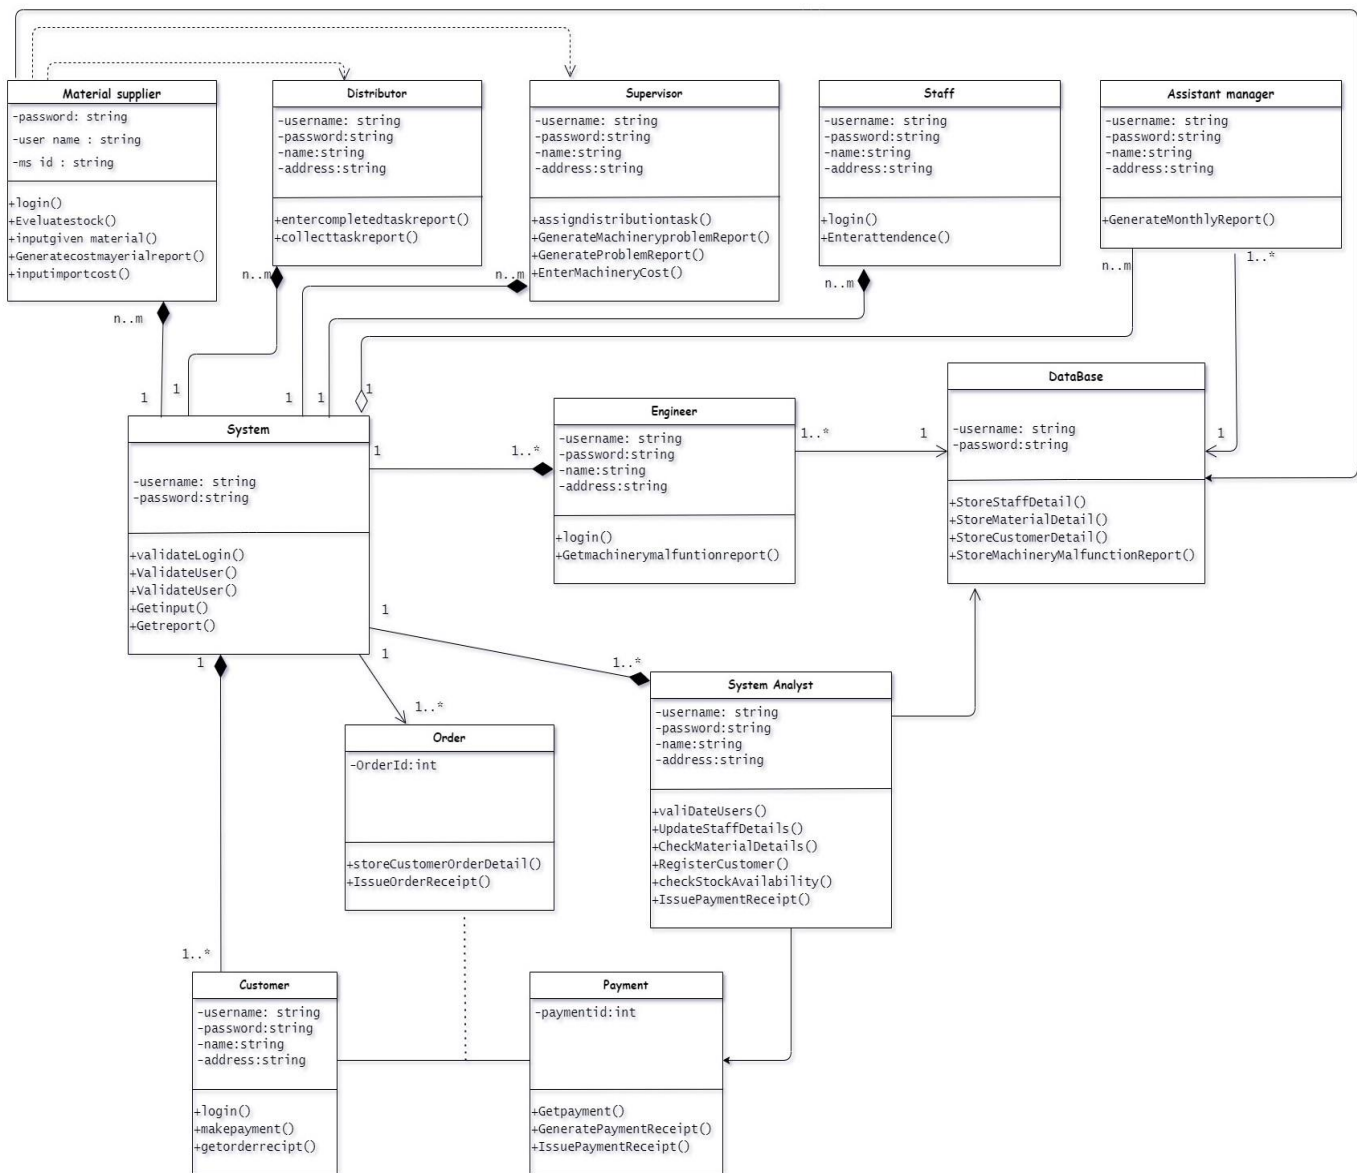 Material supplier
-password: string
-user name : string
-ms id : string
+login()
+Eveluatestock()
+inputgiven material()
+Generatecostmayerialreport()
+inputimportcost()
Distributor
-username: string
-password:string
-name:string
-address:string
+entercompletedtaskreport()
+collecttaskreport()
Supervisor
-username: string
-password:string
-name:string
-address:string
+assigndistributiontask()
+GenerateMachineryproblemReport()
+GenerateProblemReport()
+EnterMachineryCost()
Staff
-username: string
-password:string
-name:string
-address:string
+login()
+Enterattendence()
Assistant manager
-username: string
-password:string
-name:string
-address:string
+GenerateMonthlyReport()
n..m
n..m
n..m
n..m
n..m
1..*
1
1
1
1
1
System
-username: string
-password:string
+validateLogin()
+ValidateUser()
+ValidateUser()
+Getinput()
+Getreport()
1
1..*
Engineer
-username: string
-password:string
-name:string
-address:string
+login()
+Getmachinerymalfuntionreport()
1..*
1
1
DataBase
-username: string
-password:string
+StoreStaffDetail()
+StoreMaterialDetail()
+StoreCustomerDetail()
+StoreMachineryMalfunctionReport()
1
1
1
1..*
1..*
Order
-OrderId:int
+storeCustomerOrderDetail()
+IssueOrderReceipt()
System Analyst
-username: string
-password:string
-name:string
-address:string
+valiDateUsers()
+UpdateStaffDetails()
+CheckMaterialDetails()
+RegisterCustomer()
+checkStockAvailability()
+IssuePaymentReceipt()
1..*
Customer
-username: string
-password:string
-name:string
-address:string
+login()
+makepayment()
+getorderrecipt()
Payment
-paymentid:int
+Getpayment()
+GeneratePaymentReceipt()
+IssuePaymentReceipt()